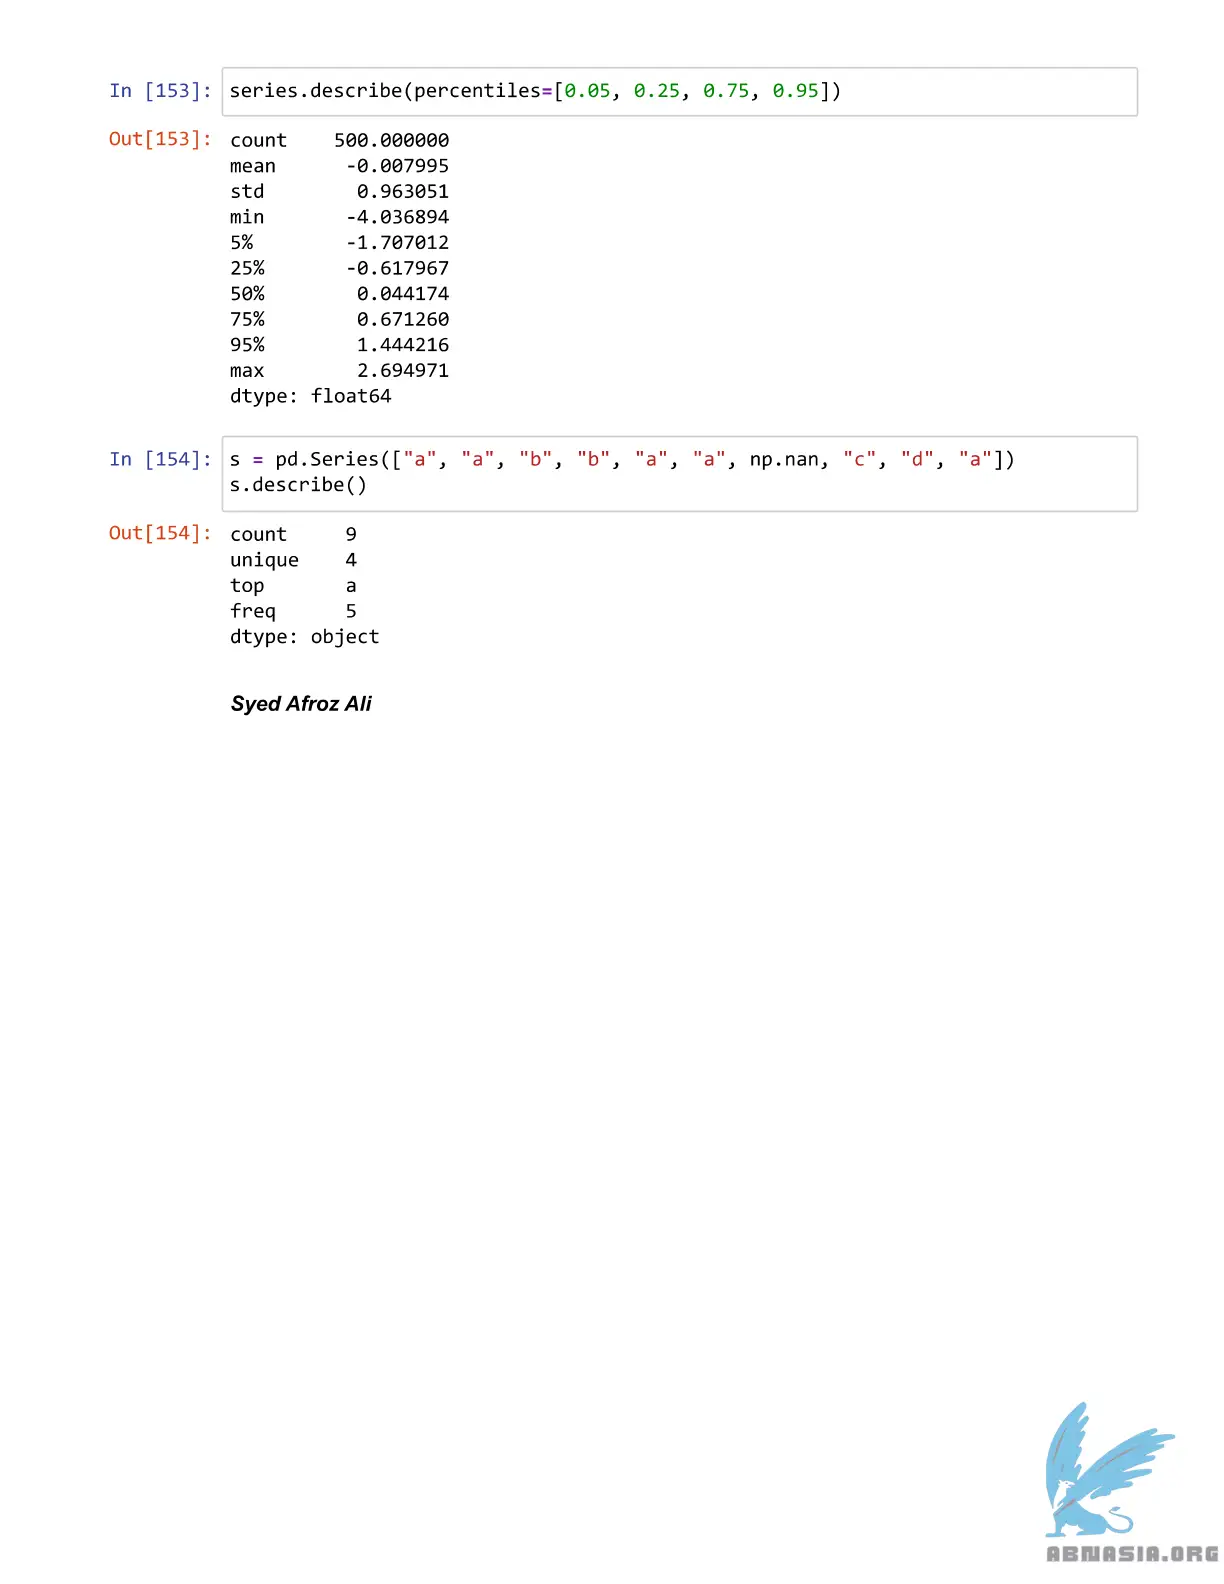 In [153]: series.describe(percentiles=[0.05, 0.25, 0.75, 0.95])
Out[153]: count    500.000000
mean      -0.007995
std        0.963051
min       -4.036894
5%        -1.707012
25%       -0.617967
50%        0.044174
75%        0.671260
95%        1.444216
max        2.694971
dtype: float64
In [154]: s = pd.Series(["a", "a", "b", "b", "a", "a", np.nan, "c", "d", "a"])
s.describe()
Out[154]: count     9
unique    4
top       a
freq      5
dtype: object
Syed Afroz Ali
ABNASIA.ORG